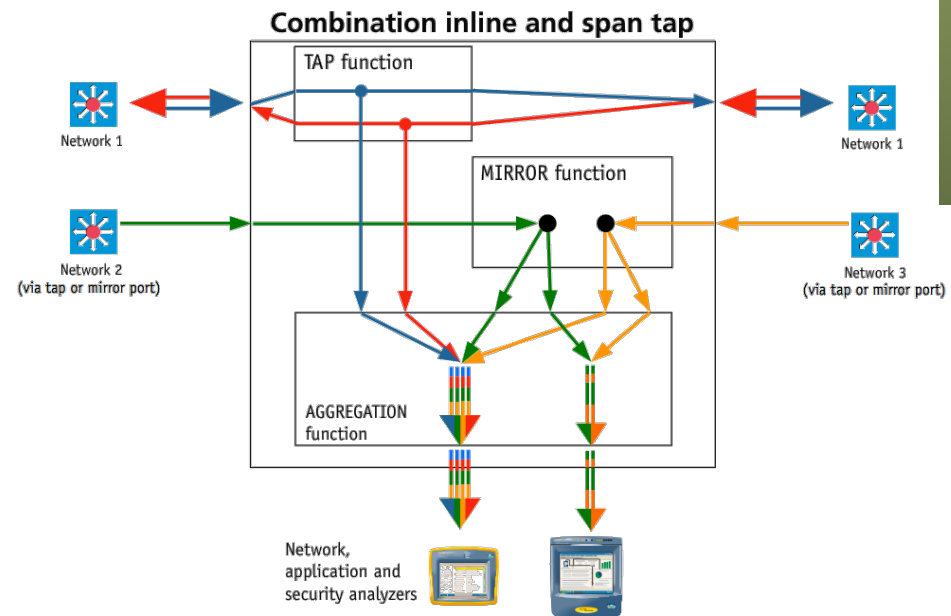 Combination inline and span tap
TAP function
Network 1
Network 1
MIRROR function
Network 2
(via tap or mirror port)
Network 3
(via tap or mirror port)
AGGREGATION
function
Network,
application and
security analyzers